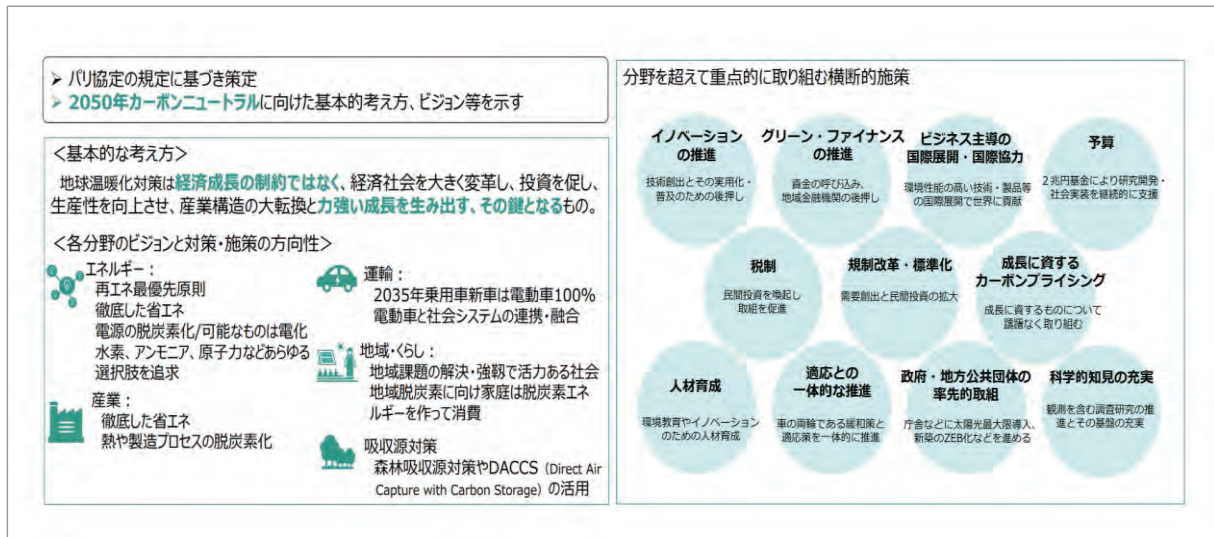 ➢ パリ協定の規定に基づき策定
➢ 2050年カーボンニュートラルに向けた基本的考え方、ビジョン等を示す
<基本的な考え方>
地球温暖化対策は経済成長の制約ではなく、経済社会を大きく変革し、投資を促し、
生産性を向上させ、産業構造の大転換と力強い成長を生み出す、その鍵となるもの。
<各分野のビジョンと対策・施策の方向性>
エネルギー：
再エネ最優先原則
徹底した省エネ
電源の脱炭素化/可能なものは電化
水素、アンモニア、原子力などあらゆる
選択肢を追求
産業：
徹底した省エネ
熱や製造プロセスの脱炭素化
運輸：
2035年乗用車新車は電動車100%
電動車と社会システムの連携・融合
地域・くらし：
地域課題の解決・強靱で活力ある社会
地域脱炭素に向け家庭は脱炭素エネ
ルギーを作って消費
吸収源対策
森林吸収源対策やDACCS（Direct Air
Capture with Carbon Storage）の活用
分野を超えて重点的に取り組む横断的施策
イノベーション
の推進
技術創出とその実用化・
普及のための後押し
グリーン・ファイナンス
の推進
資金の呼び込み、
地域金融機関の後押し
ビジネス主導の
国際展開・国際協力
環境性能の高い技術・製品等
の国際展開で世界に貢献
予算
２兆円基金により研究開発・
社会実装を継続的に支援
税制
民間投資を喚起し
取組を促進
規制改革・標準化
需要創出と民間投資の拡大
成長に資する
カーボンプライシング
成長に資するものについて
躊躇なく取り組む
人材育成
環境教育やイノベーション
のための人材育成
適応との
一体的な推進
車の両輪である緩和策と
適応策を一体的に推進
政府・地方公共団体の
率先的取組
庁舎などに太陽光最大限導入、
新築のZEB化などを進める
科学的知見の充実
観測を含む調査研究の推
進とその基盤の充実